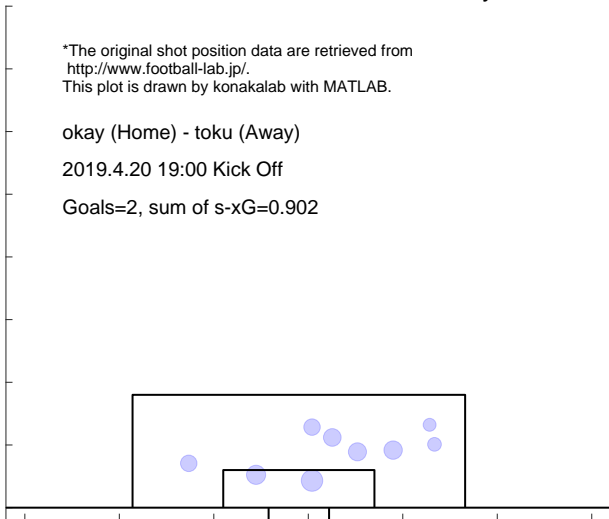 *The original shot position data are retrieved from
http://www.football-lab.jp/.
This plot is drawn by konakalab with MATLAB.
okay (Home) - toku (Away)
2019.4.20 19:00 Kick Off
Goals=2, sum of s-xG=0.902